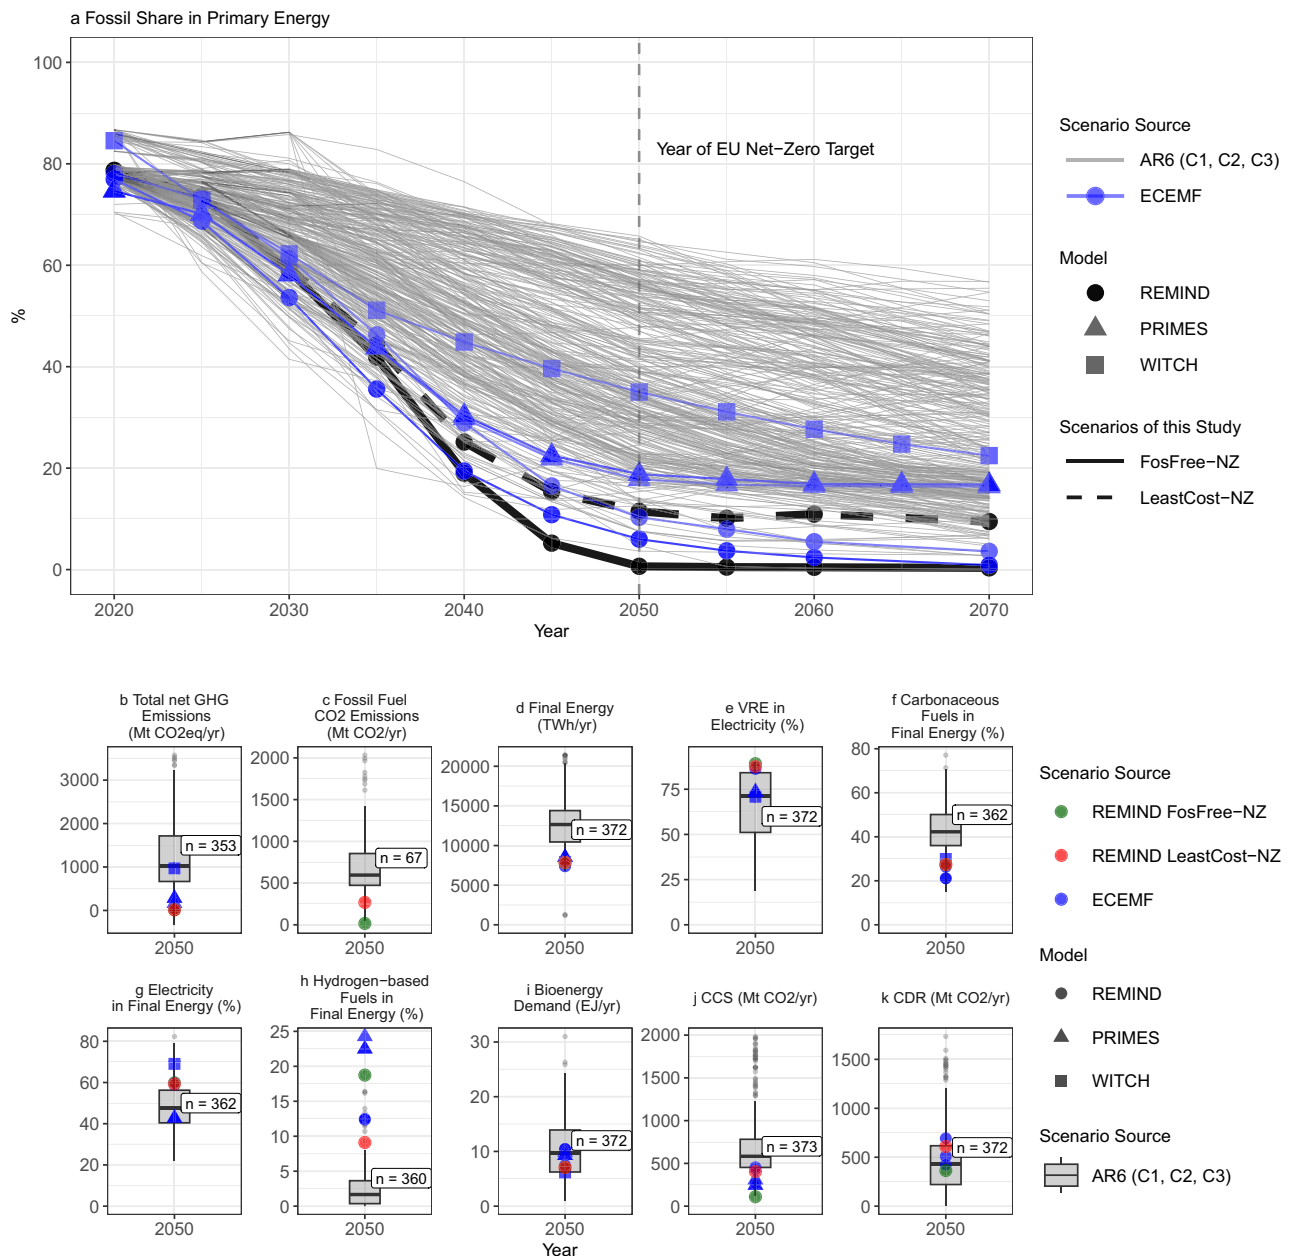 a Fossil Share in Primary Energy
100
80
60
40
20
0
%
Year of EU Net−Zero Target
2020
2030
2040
2050
2060
2070
Year
Scenario Source
AR6 (C1, C2, C3)
ECEMF
Model
REMIND
PRIMES
WITCH
Scenarios of this Study
FosFree−NZ
LeastCost−NZ
b Total net GHG
Emissions
(Mt CO2eq/yr)
3000
2000
1000
0
n = 353
2050
c Fossil Fuel
CO2 Emissions
(Mt CO2/yr)
2000
1500
1000
500
0
n = 67
2050
d Final Energy
(TWh/yr)
20000
15000
10000
5000
0
n = 372
2050
e VRE in
Electricity (%)
75
50
25
0
n = 372
2050
f Carbonaceous
Fuels in
Final Energy (%)
80
60
40
20
0
n = 362
2050
g Electricity
in Final Energy (%)
80
60
40
20
0
n = 362
2050
h Hydrogen−based
Fuels in
Final Energy (%)
25
20
15
10
5
0
n = 360
2050
i Bioenergy
Demand (EJ/yr)
30
20
10
0
n = 372
2050
j CCS (Mt CO2/yr)
2000
1500
1000
500
0
n = 373
2050
k CDR (Mt CO2/yr)
1500
1000
500
0
n = 372
2050
Year
Scenario Source
REMIND FosFree−NZ
REMIND LeastCost−NZ
ECEMF
Model
REMIND
PRIMES
WITCH
Scenario Source
AR6 (C1, C2, C3)